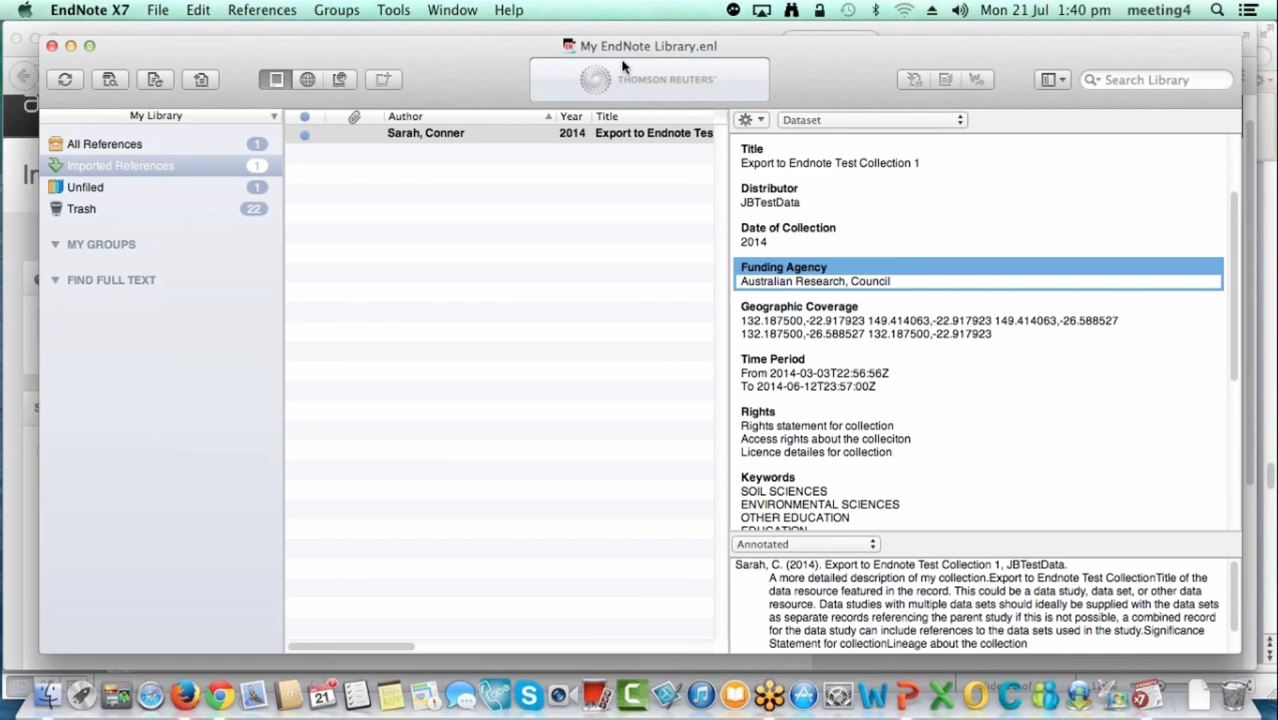 EndNote X7 File Edit References Groups Tools Window Help Mon 21 Jul 1:40 pm meeting4
My EndNote Library.enl
THOMSON REUTERS
Search Library
My Library
Author Year Title
Dataset
All References 1
Sarah, Conner 2014 Export to Endnote Tes
Imported References 1
Unfiled 1
Trash 22
MY GROUPS
FIND FULL TEXT
Title
Export to Endnote Test Collection 1
Distributor
JBTestData
Date of Collection
2014
Funding Agency
Australian Research, Council
Geographic Coverage
132.187500,-22.917923 149.414063,-22.917923 149.414063,-26.588527
132.187500,-26.588527 132.187500,-22.917923
Time Period
From 2014-03-03T22:56:56Z
To 2014-06-12T23:57:00Z
Rights
Rights statement for collection
Access rights about the colleciton
Licence detailes for collection
Keywords
SOIL SCIENCES
ENVIRONMENTAL SCIENCES
OTHER EDUCATION
EDUCATION
Annotated
Sarah, C. (2014). Export to Endnote Test Collection 1, JBTestData.
A more detailed description of my collection.Export to Endnote Test CollectionTitle of the
data resource featured in the record. This could be a data study, data set, or other data
resource. Data studies with multiple data sets should ideally be supplied with the data sets
as separate records referencing the parent study if this is not possible, a combined record
for the data study can include references to the data sets used in the study.Significance
Statement for collectionLineage about the collection